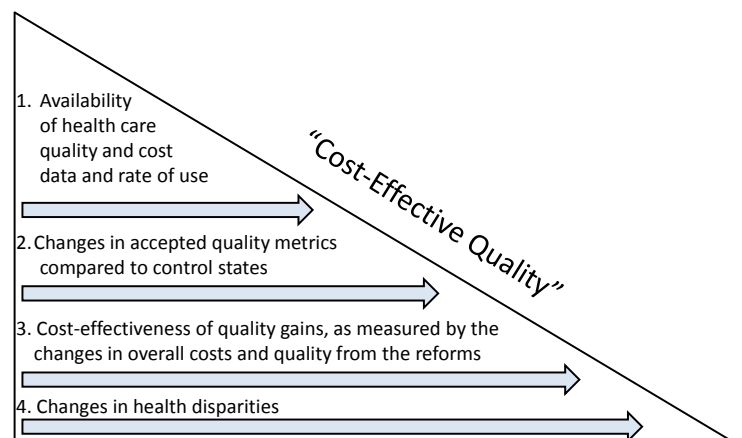 1. Availability
of health care
quality and cost
data and rate of use
“Cost-Effective Quality”
2. Changes in accepted quality metrics
compared to control states
3. Cost-effectiveness of quality gains, as measured by the
changes in overall costs and quality from the reforms
4. Changes in health disparities